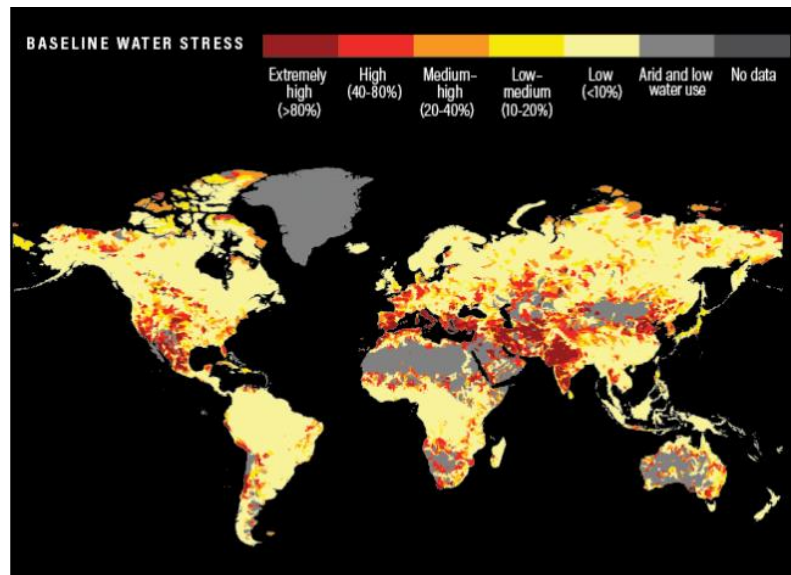 BASELINE WATER STRESS
Extremely high (>80%)
High (40-80%)
Medium–high (20-40%)
Low–medium (10-20%)
Low (<10%)
Arid and low water use
No data